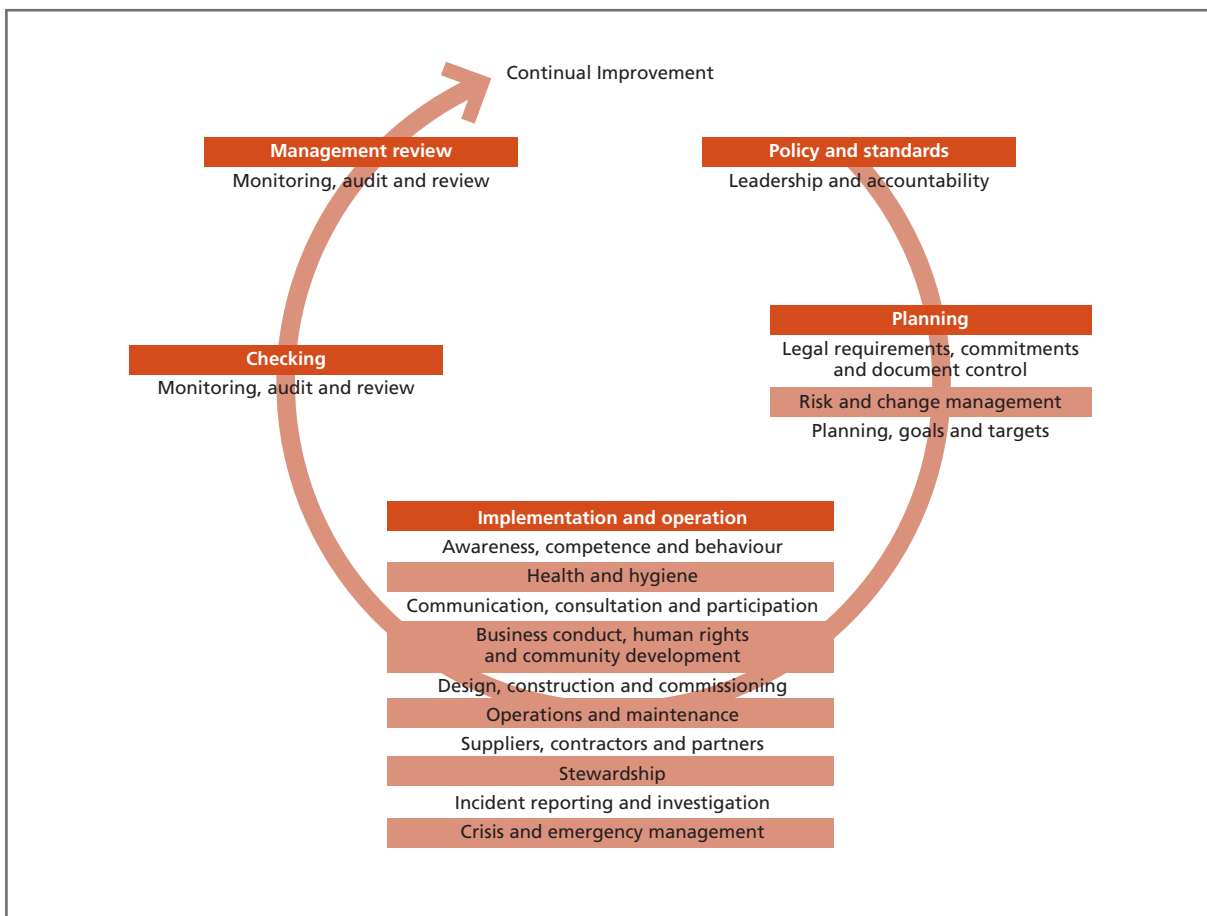 Continual Improvement
Management review
Monitoring, audit and review
Policy and standards
Leadership and accountability
Planning
Legal requirements, commitments
and document control
Risk and change management
Planning, goals and targets
Checking
Monitoring, audit and review
Implementation and operation
Awareness, competence and behaviour
Health and hygiene
Communication, consultation and participation
Business conduct, human rights
and community development
Design, construction and commissioning
Operations and maintenance
Suppliers, contractors and partners
Stewardship
Incident reporting and investigation
Crisis and emergency management